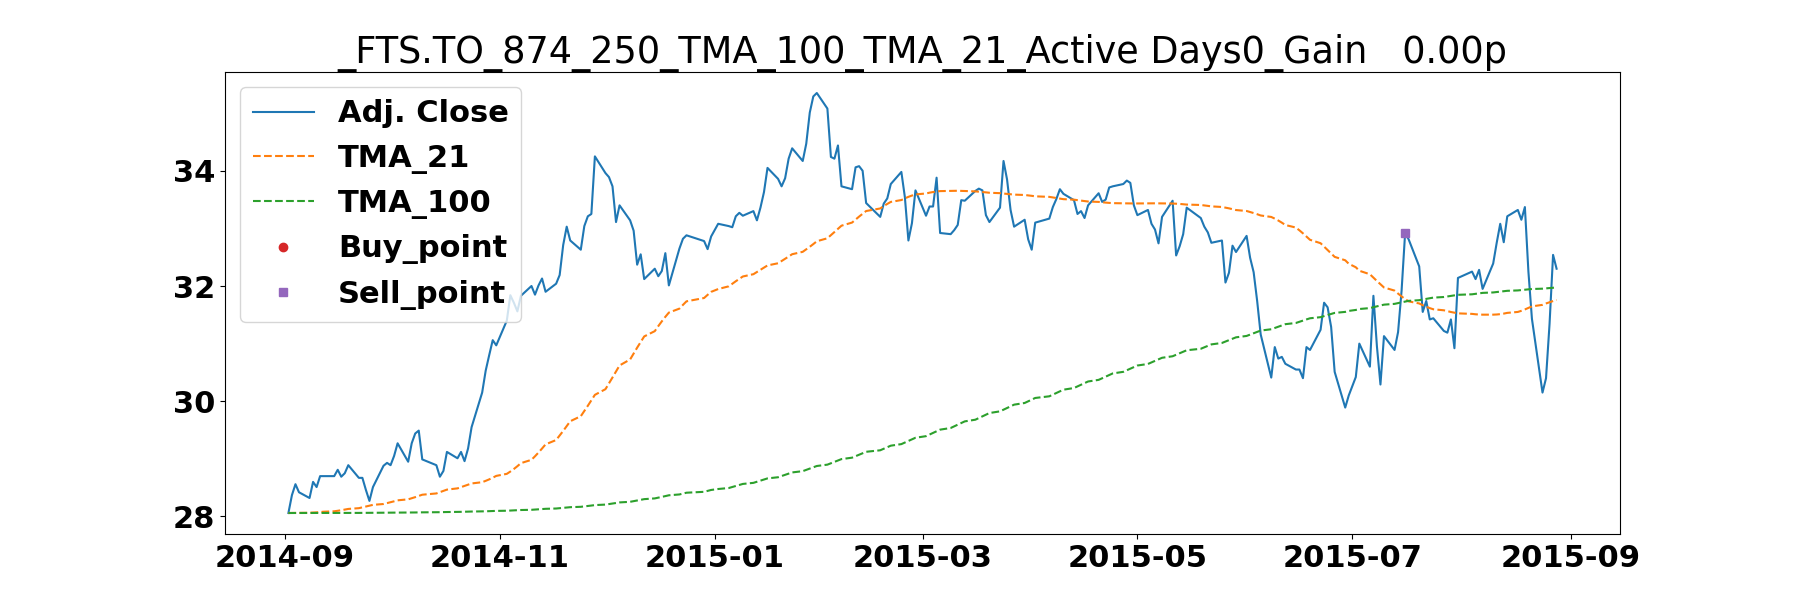 _FTS.TO_874_250_TMA_100_TMA_21_Active Days0_Gain   0.00p
Adj. Close
TMA_21
TMA_100
Buy_point
Sell_point
34
32
30
28
2014-09 2014-11 2015-01 2015-03 2015-05 2015-07 2015-09